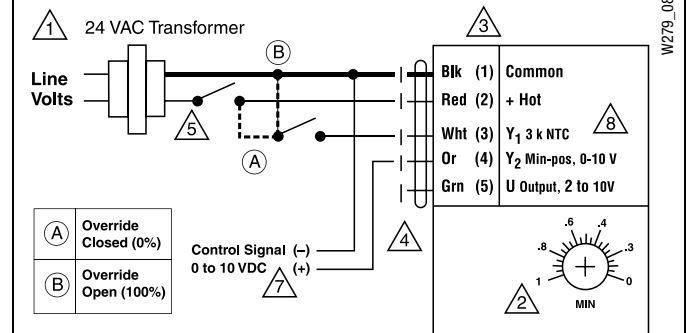 1 24 VAC Transformer
B
3
W279_08
Line
Volts
Blk (1) Common
Red (2) + Hot
Wht (3) Y1 3 k NTC
Or (4) Y2 Min-pos, 0-10 V
Grn (5) U Output, 2 to 10V
8
5
A
A Override
Closed (0%)
B Override
Open (100%)
Control Signal (–)
0 to 10 VDC (+)
7
4
2
.6 .4
.8 .3
1 0
MIN